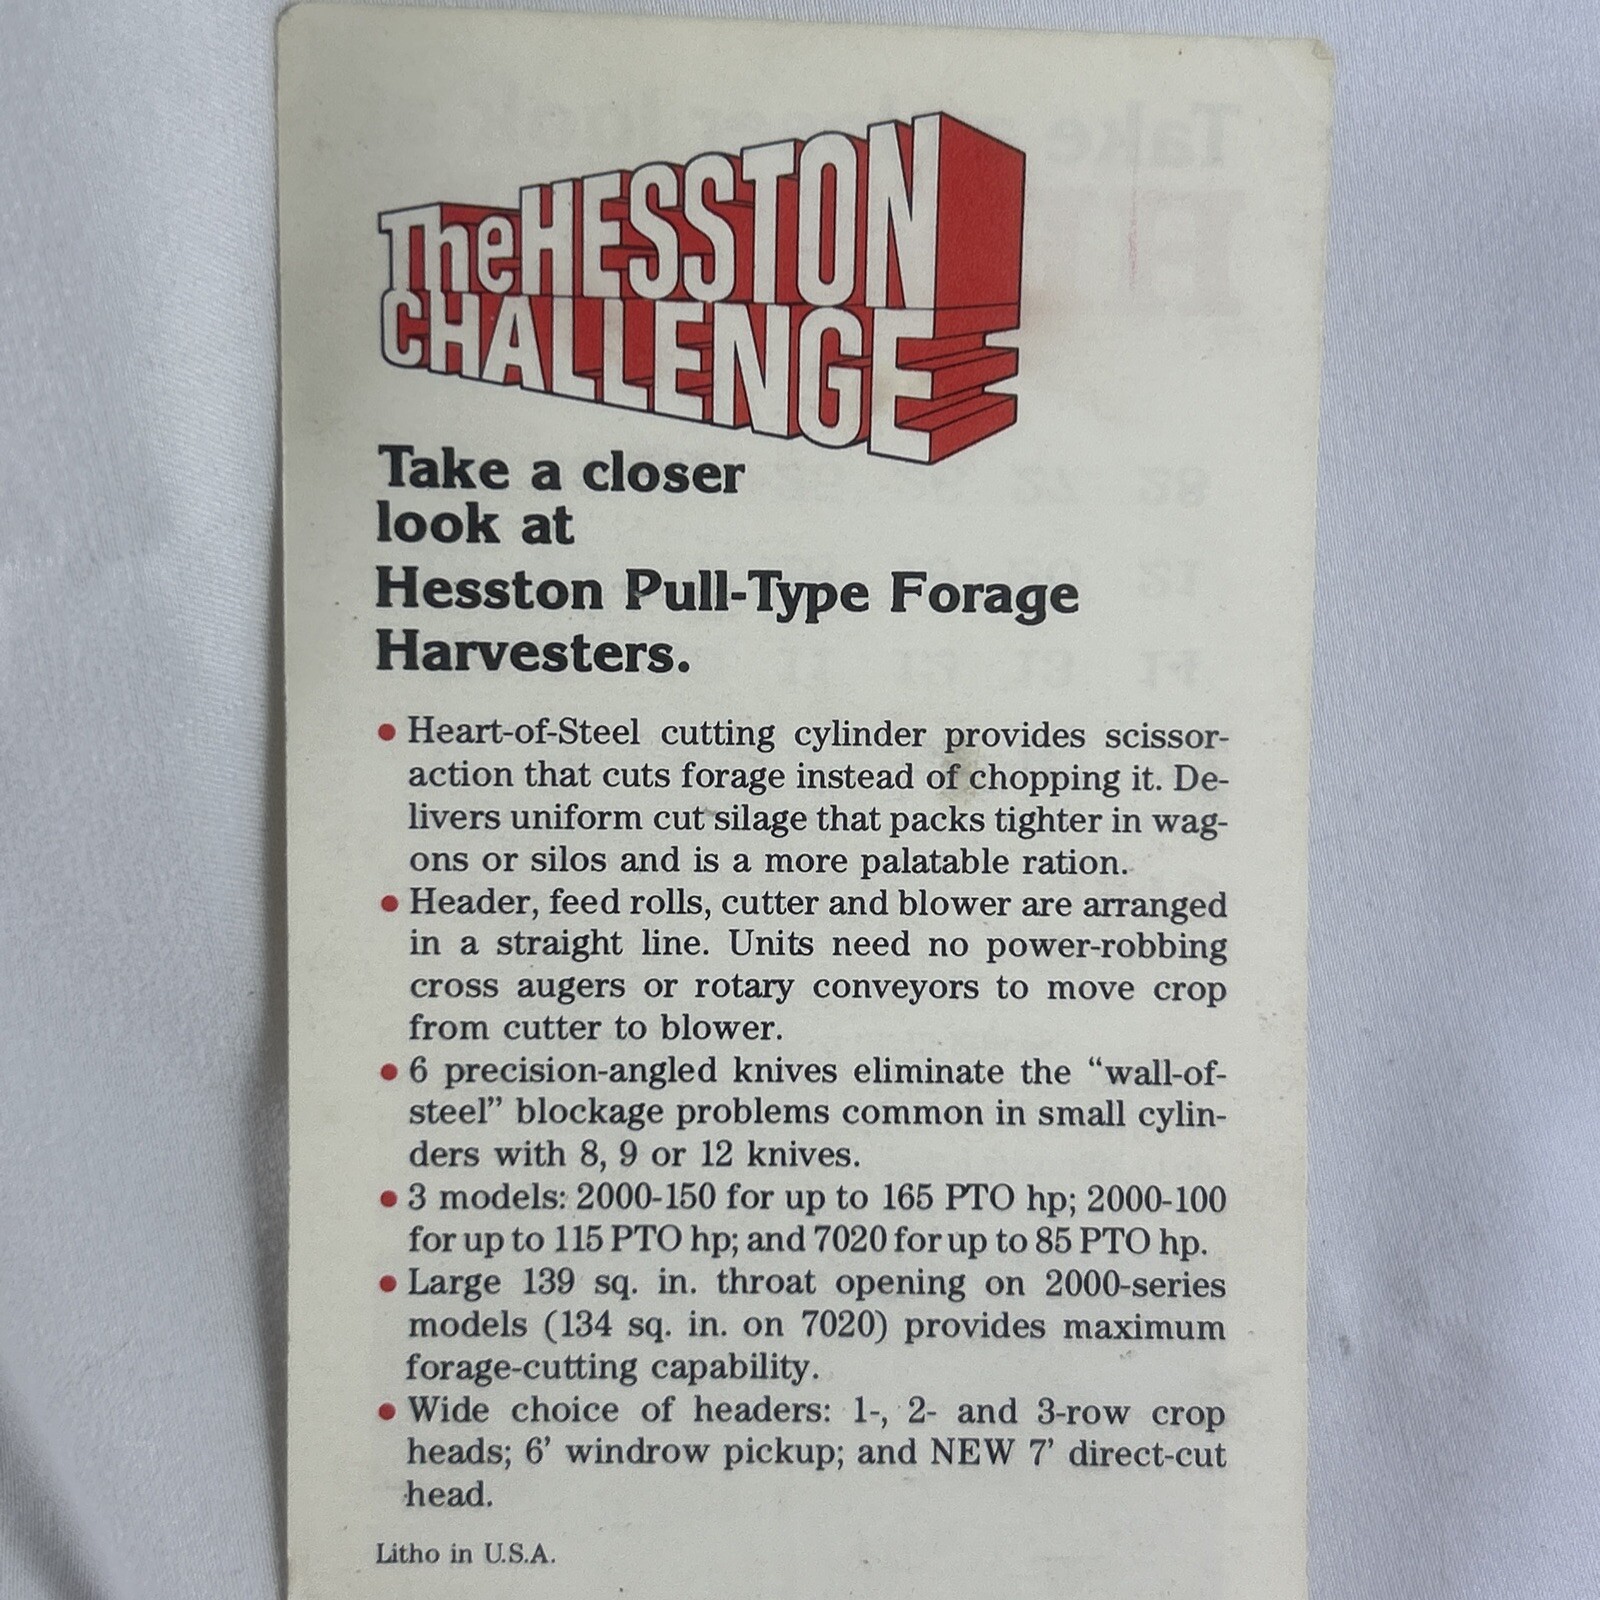 The HESSTON
CHALLENGE
Take a closer
look at
Hesston Pull-Type Forage
Harvesters.
• Heart-of-Steel cutting cylinder provides scissor-
action that cuts forage instead of chopping it. De-
livers uniform cut silage that packs tighter in wag-
ons or silos and is a more palatable ration.
• Header, feed rolls, cutter and blower are arranged
in a straight line. Units need no power-robbing
cross augers or rotary conveyors to move crop
from cutter to blower.
• 6 precision-angled knives eliminate the “wall-of-
steel” blockage problems common in small cylin-
ders with 8, 9 or 12 knives.
• 3 models: 2000-150 for up to 165 PTO hp; 2000-100
for up to 115 PTO hp; and 7020 for up to 85 PTO hp.
• Large 139 sq. in. throat opening on 2000-series
models (134 sq. in. on 7020) provides maximum
forage-cutting capability.
• Wide choice of headers: 1-, 2- and 3-row crop
heads; 6’ windrow pickup; and NEW 7’ direct-cut
head.
Litho in U.S.A.